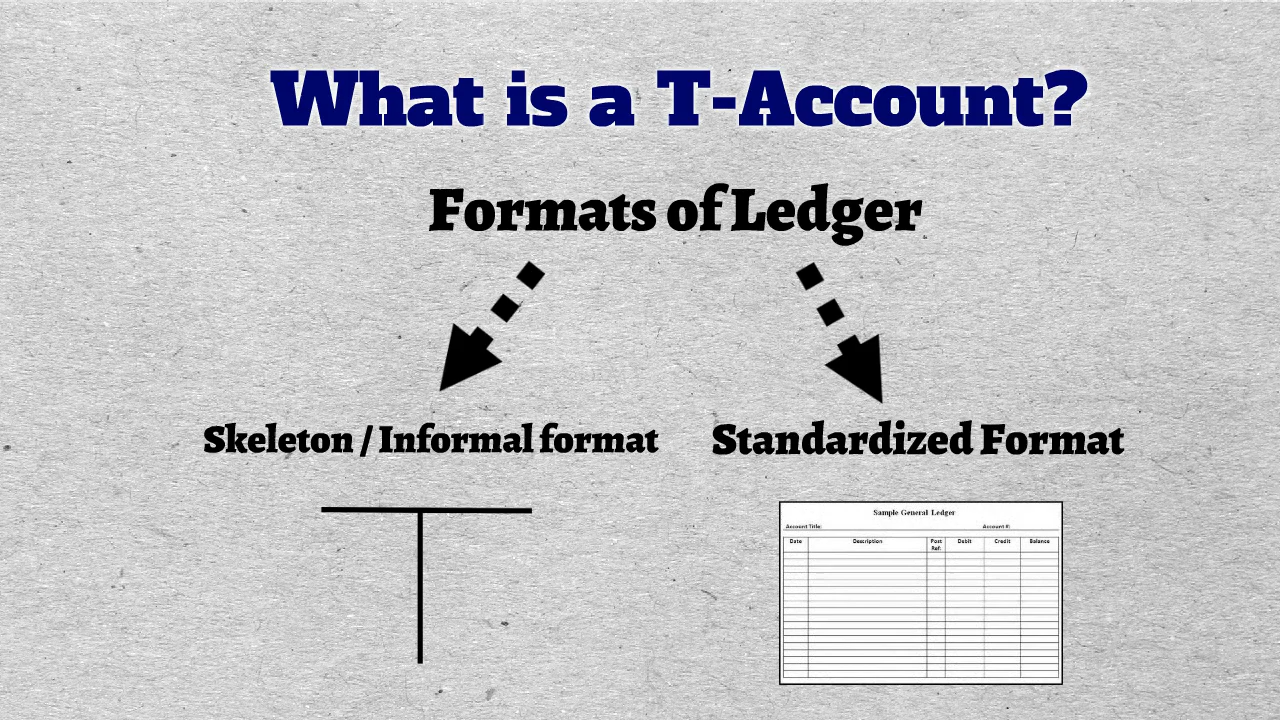 What is a T-Account?
Formats of Ledger
Skeleton / Informal format
Standardized Format
Sample General Ledger
Account Title:
Account #:
Date
Description
Post Ref:
Debit
Credit
Balance